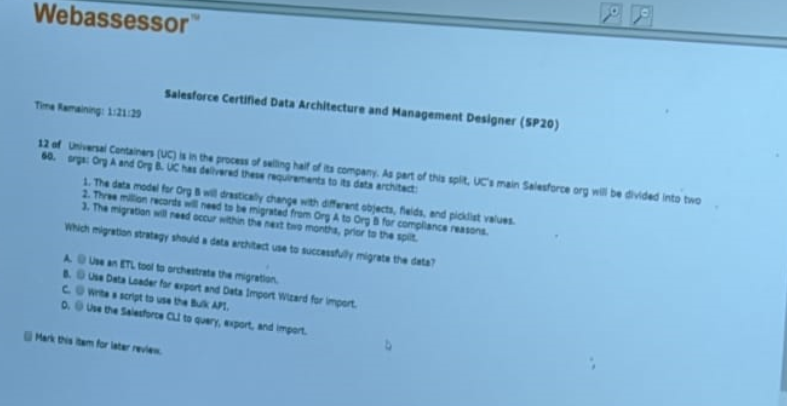 Webassessor™
Salesforce Certified Data Architecture and Management Designer (SP20)
Time Remaining: 1:21:29
12 of Universal Containers (UC) is in the process of selling half of its company. As part of this split, UC's main Salesforce org will be divided into two
60. orgs: Org A and Org B. UC has delivered these requirements to its data architect:
1. The data model for Org B will drastically change with different objects, fields, and picklist values.
2. Three million records will need to be migrated from Org A to Org B for compliance reasons.
3. The migration will need occur within the next two months, prior to the split.
Which migration strategy should a data architect use to successfully migrate the data?
A. Use an ETL tool to orchestrate the migration.
B. Use Data Loader for export and Data Import Wizard for import.
C. Write a script to use the Bulk API.
D. Use the Salesforce CLI to query, export, and import.
Mark this item for later review.